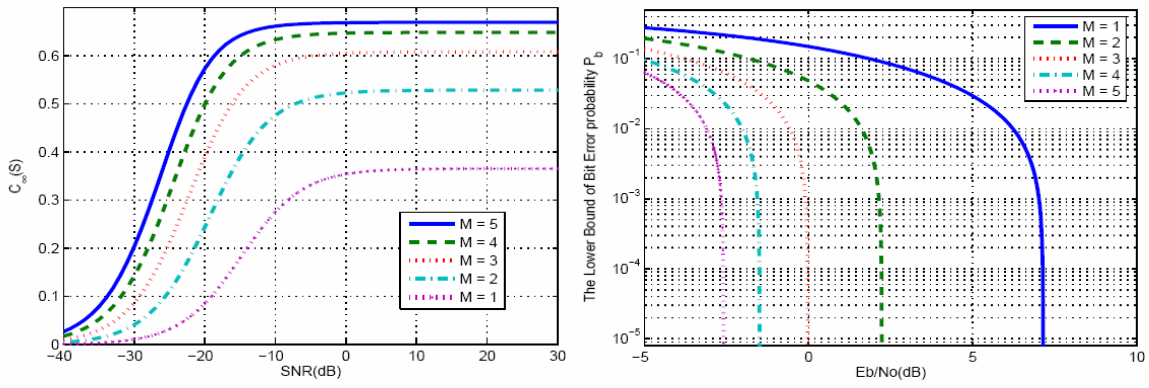 C∞(S)
0.6
0.5
0.4
0.3
0.2
0.1
0
−40 −30 −20 −10 0 10 20 30
SNR(dB)
M = 5
M = 4
M = 3
M = 2
M = 1
The Lower Bound of Bit Error probability P_b
10^−1
10^−2
10^−3
10^−4
10^−5
−5 0 5 10
Eb/No(dB)
M = 1
M = 2
M = 3
M = 4
M = 5